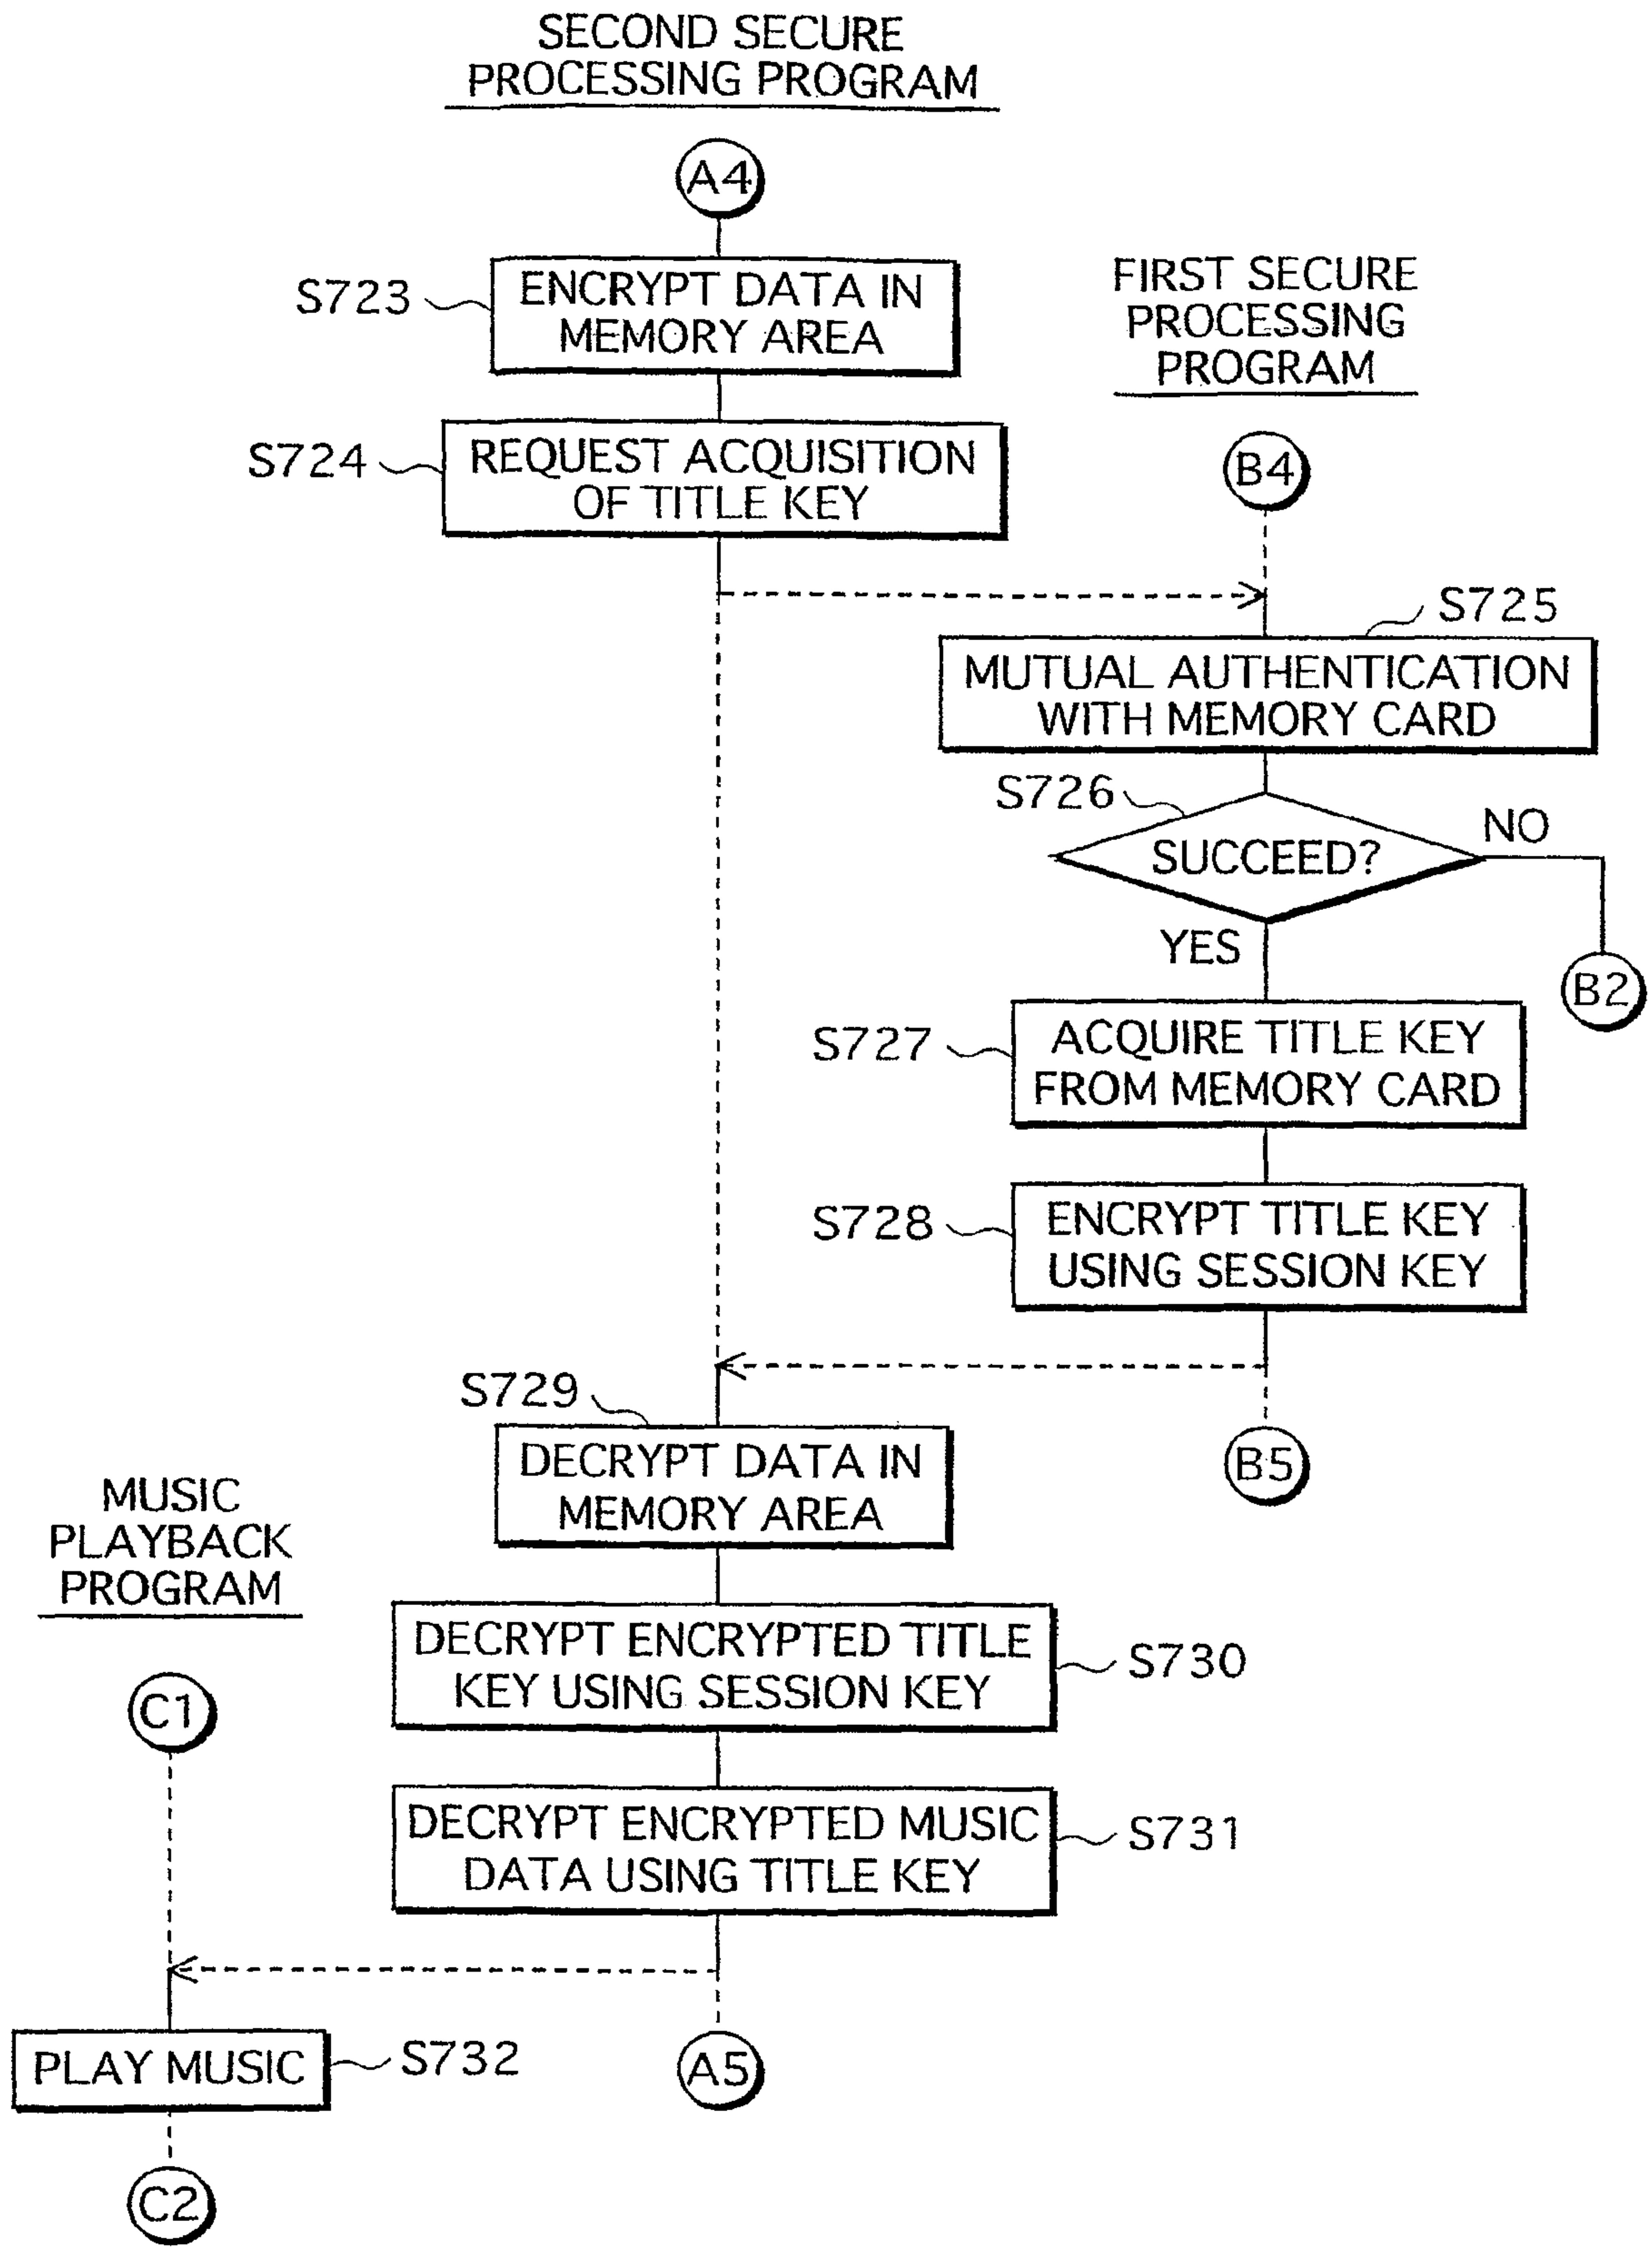 SECOND SECURE
PROCESSING PROGRAM
A4
S723
ENCRYPT DATA IN
MEMORY AREA
FIRST SECURE
PROCESSING
PROGRAM
S724
REQUEST ACQUISITION
OF TITLE KEY
B4
S725
MUTUAL AUTHENTICATION
WITH MEMORY CARD
S726
SUCCEED?
NO
YES
B2
S727
ACQUIRE TITLE KEY
FROM MEMORY CARD
S728
ENCRYPT TITLE KEY
USING SESSION KEY
S729
DECRYPT DATA IN
MEMORY AREA
B5
MUSIC
PLAYBACK
PROGRAM
DECRYPT ENCRYPTED TITLE
KEY USING SESSION KEY
S730
C1
DECRYPT ENCRYPTED MUSIC
DATA USING TITLE KEY
S731
PLAY MUSIC
S732
A5
C2